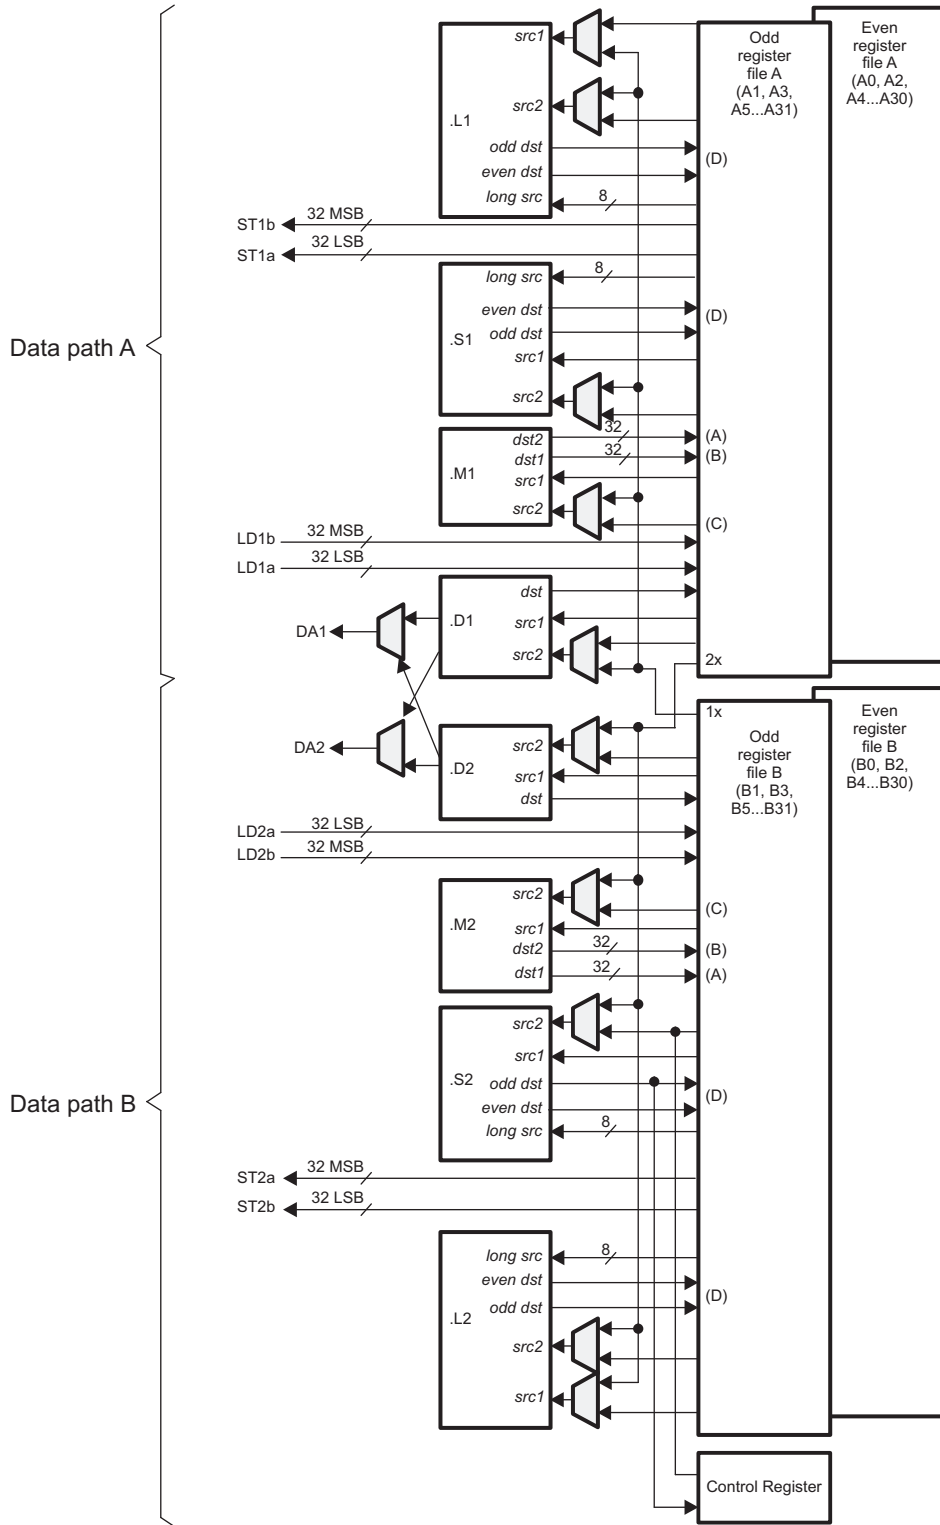 Data path A
src1
src2
.L1
odd dst
even dst
long src
8
ST1b
32 MSB
ST1a
32 LSB
long src
8
even dst
odd dst
.S1
src1
src2
dst2
32
dst1
32
.M1
src1
src2
LD1b
32 MSB
LD1a
32 LSB
dst
.D1
src1
src2
DA1
Odd
register
file A
(A1, A3,
A5...A31)
(D)
(D)
(A)
(B)
(C)
2x
Even
register
file A
(A0, A2,
A4...A30)
Data path B
DA2
.D2
src2
src1
dst
LD2a
32 LSB
LD2b
32 MSB
src2
.M2
src1
dst2
32
dst1
32
src2
src1
.S2
odd dst
even dst
long src
8
ST2a
32 MSB
ST2b
32 LSB
long src
8
even dst
odd dst
.L2
src2
src1
1x
Odd
register
file B
(B1, B3,
B5...B31)
(C)
(B)
(A)
(D)
(D)
Even
register
file B
(B0, B2,
B4...B30)
Control Register